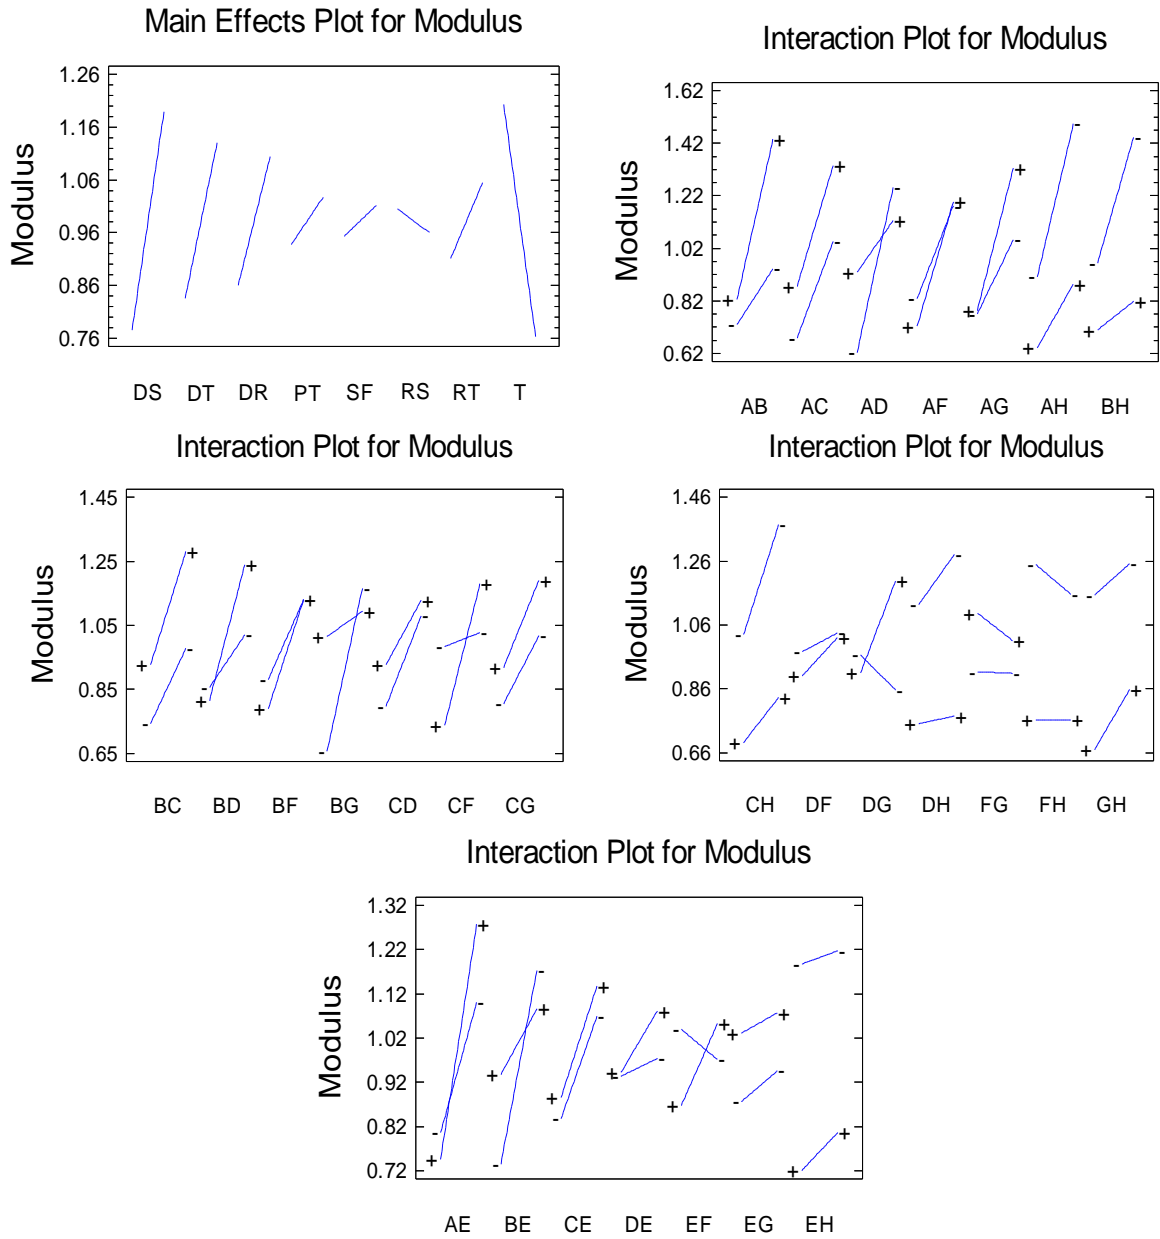 Main Effects Plot for Modulus
Modulus
1.26
1.16
1.06
0.96
0.86
0.76
DS DT DR PT SF RS RT T
Interaction Plot for Modulus
Modulus
1.62
1.42
1.22
1.02
0.82
0.62
AB AC AD AF AG AH BH
Interaction Plot for Modulus
Modulus
1.45
1.25
1.05
0.85
0.65
BC BD BF BG CD CF CG
Interaction Plot for Modulus
Modulus
1.46
1.26
1.06
0.86
0.66
CH DF DG DH FG FH GH
Interaction Plot for Modulus
Modulus
1.32
1.22
1.12
1.02
0.92
0.82
0.72
AE BE CE DE EF EG EH